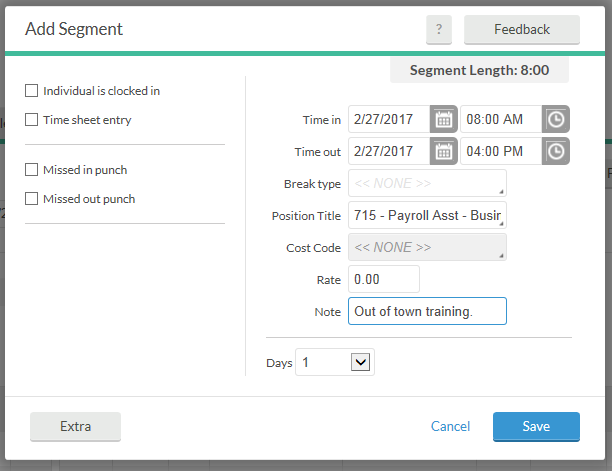 Add Segment
?
Feedback
Segment Length: 8:00
Individual is clocked in
Time sheet entry
Missed in punch
Missed out punch
Time in 2/27/2017 08:00 AM
Time out 2/27/2017 04:00 PM
Break type << NONE >>
Position Title 715 - Payroll Asst - Busir
Cost Code << NONE >>
Rate 0.00
Note Out of town training.
Days 1
Extra
Cancel
Save